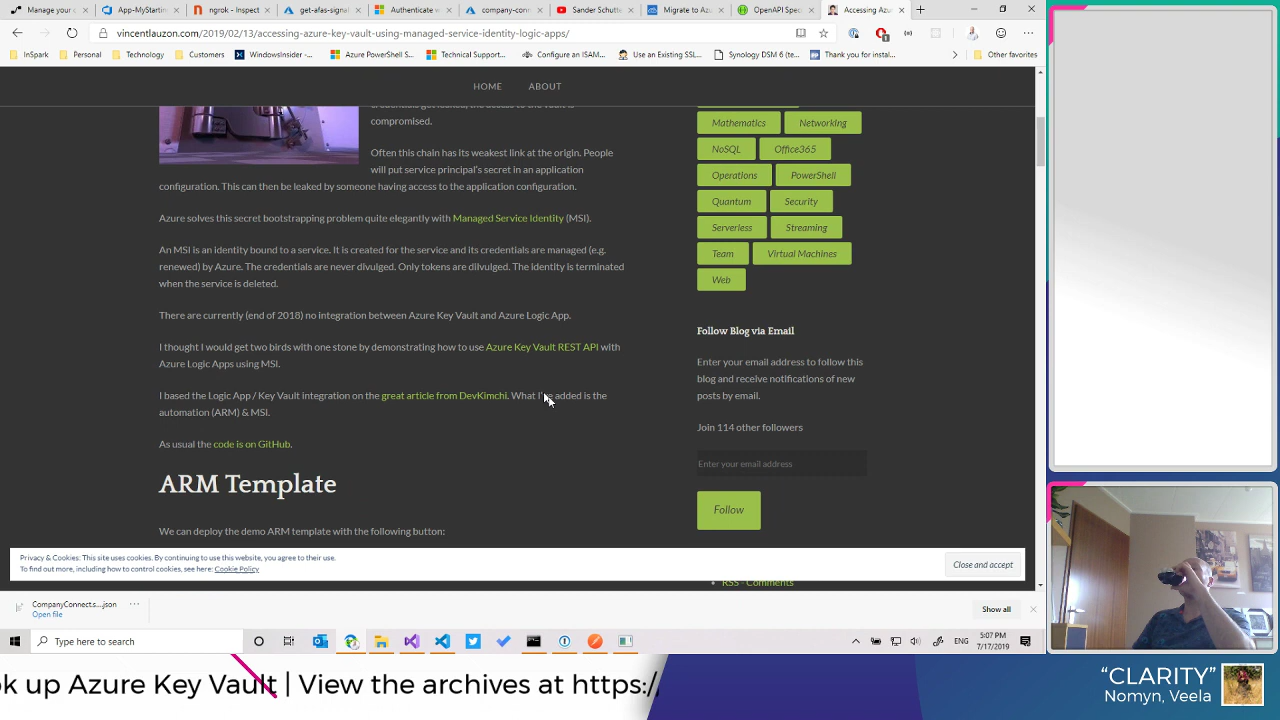 Managing your c
App-MyStartin
ngrok - Inspect
get-afas-signal
Authenticate w
company-conn
Sander Schutte
Migrate to Azur
OpenAPI Speci
Accessing Azur
vincentlauzon.com/2019/02/13/accessing-azure-key-vault-using-managed-service-identity-logic-apps/
InSpark
Personal
Thank you
Customers
WindowsInsider -...
Azure PowerShell S...
Technical
Configure an ISAM...
Use an Existing SS...
Synology DSM 6 (te...
Thank you for inst...
Other favorites
HOME ABOUT
compromised.
Often this chain has its weakest link at the origin. People
will put service principal's secret in an application
configuration. This can then be leaked by someone having access to the application configuration.
Azure solves this secret bootstrapping problem quite elegantly with Managed Service Identity (MSI).
An MSI is an identity bound to a service. It is created for the service and its credentials are managed (e.g.
renewed) by Azure. The credentials are never divulged. Only tokens are dilvulged. The identity is terminated
when the service is deleted.
There are currently (end of 2018) no integration between Azure Key Vault and Azure Logic App.
I thought I would get two birds with one stone by demonstrating how to use Azure Key Vault REST API with
Azure Logic Apps using MSI.
I based the Logic App / Key Vault integration on the great article from DevKimchi. What I've added is the
automation (ARM) & MSI.
As usual the code is on GitHub.
ARM Template
We can deploy the demo ARM template with the following button:
Mathematics Networking
NoSQL Office365
Operations PowerShell
Quantum Security
Serverless Streaming
Team Virtual Machines
Web
Follow Blog via Email
Enter your email address to follow this
blog and receive notifications of new
posts by email.
Join 114 other followers
Enter your email address
Follow
RSS - Comments
Privacy & Cookies: This site uses cookies. By continuing to use this website, you agree to their use.
To find out more, including how to control cookies, see here: Cookie Policy
Close and accept
CompanyConnect.s....json
Open file
Show all
Type here to search
ENG
5:07 PM
7/17/2019
ok up Azure Key Vault | View the archives at https:/
"CLARITY"
Nomyn, Veela